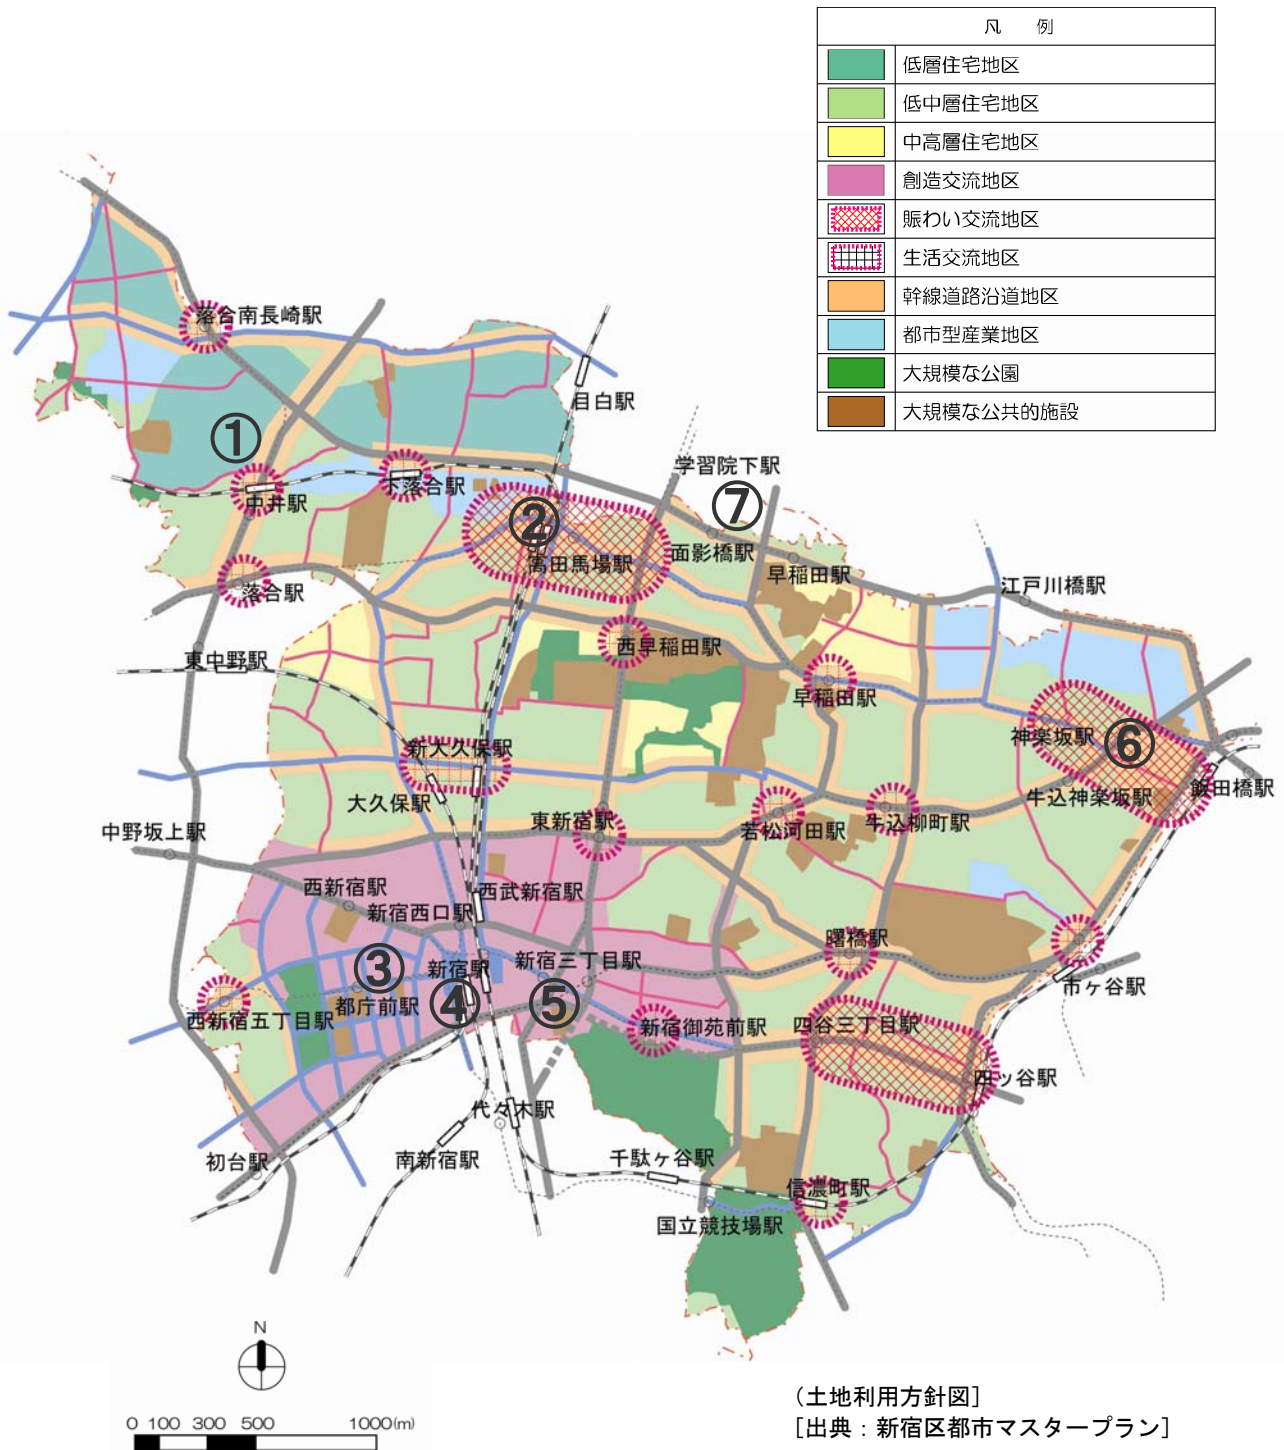 凡　例
低層住宅地区
低中層住宅地区
中高層住宅地区
創造交流地区
賑わい交流地区
生活交流地区
幹線道路沿道地区
都市型産業地区
大規模な公園
大規模な公共的施設
落合南長崎駅
目白駅
①
学習院下駅
下落合駅
中井駅
⑦
②
面影橋駅
高田馬場駅
早稲田駅
落合駅
江戸川橋駅
西早稲田駅
東中野駅
早稲田駅
神楽坂駅
⑥
新大久保駅
飯田橋駅
大久保駅
牛込神楽坂駅
東新宿駅
若松河田駅
牛込柳町駅
中野坂上駅
西新宿駅
西武新宿駅
新宿西口駅
曙橋駅
③
新宿駅
新宿三丁目駅
市ヶ谷駅
都庁前駅
④
⑤
西新宿五丁目駅
新宿御苑前駅
四谷三丁目駅
四ッ谷駅
代々木駅
初台駅
南新宿駅
千駄ヶ谷駅
信濃町駅
国立競技場駅
N
0 100 300 500 1000(m)
（土地利用方針図］
［出典：新宿区都市マスタープラン］